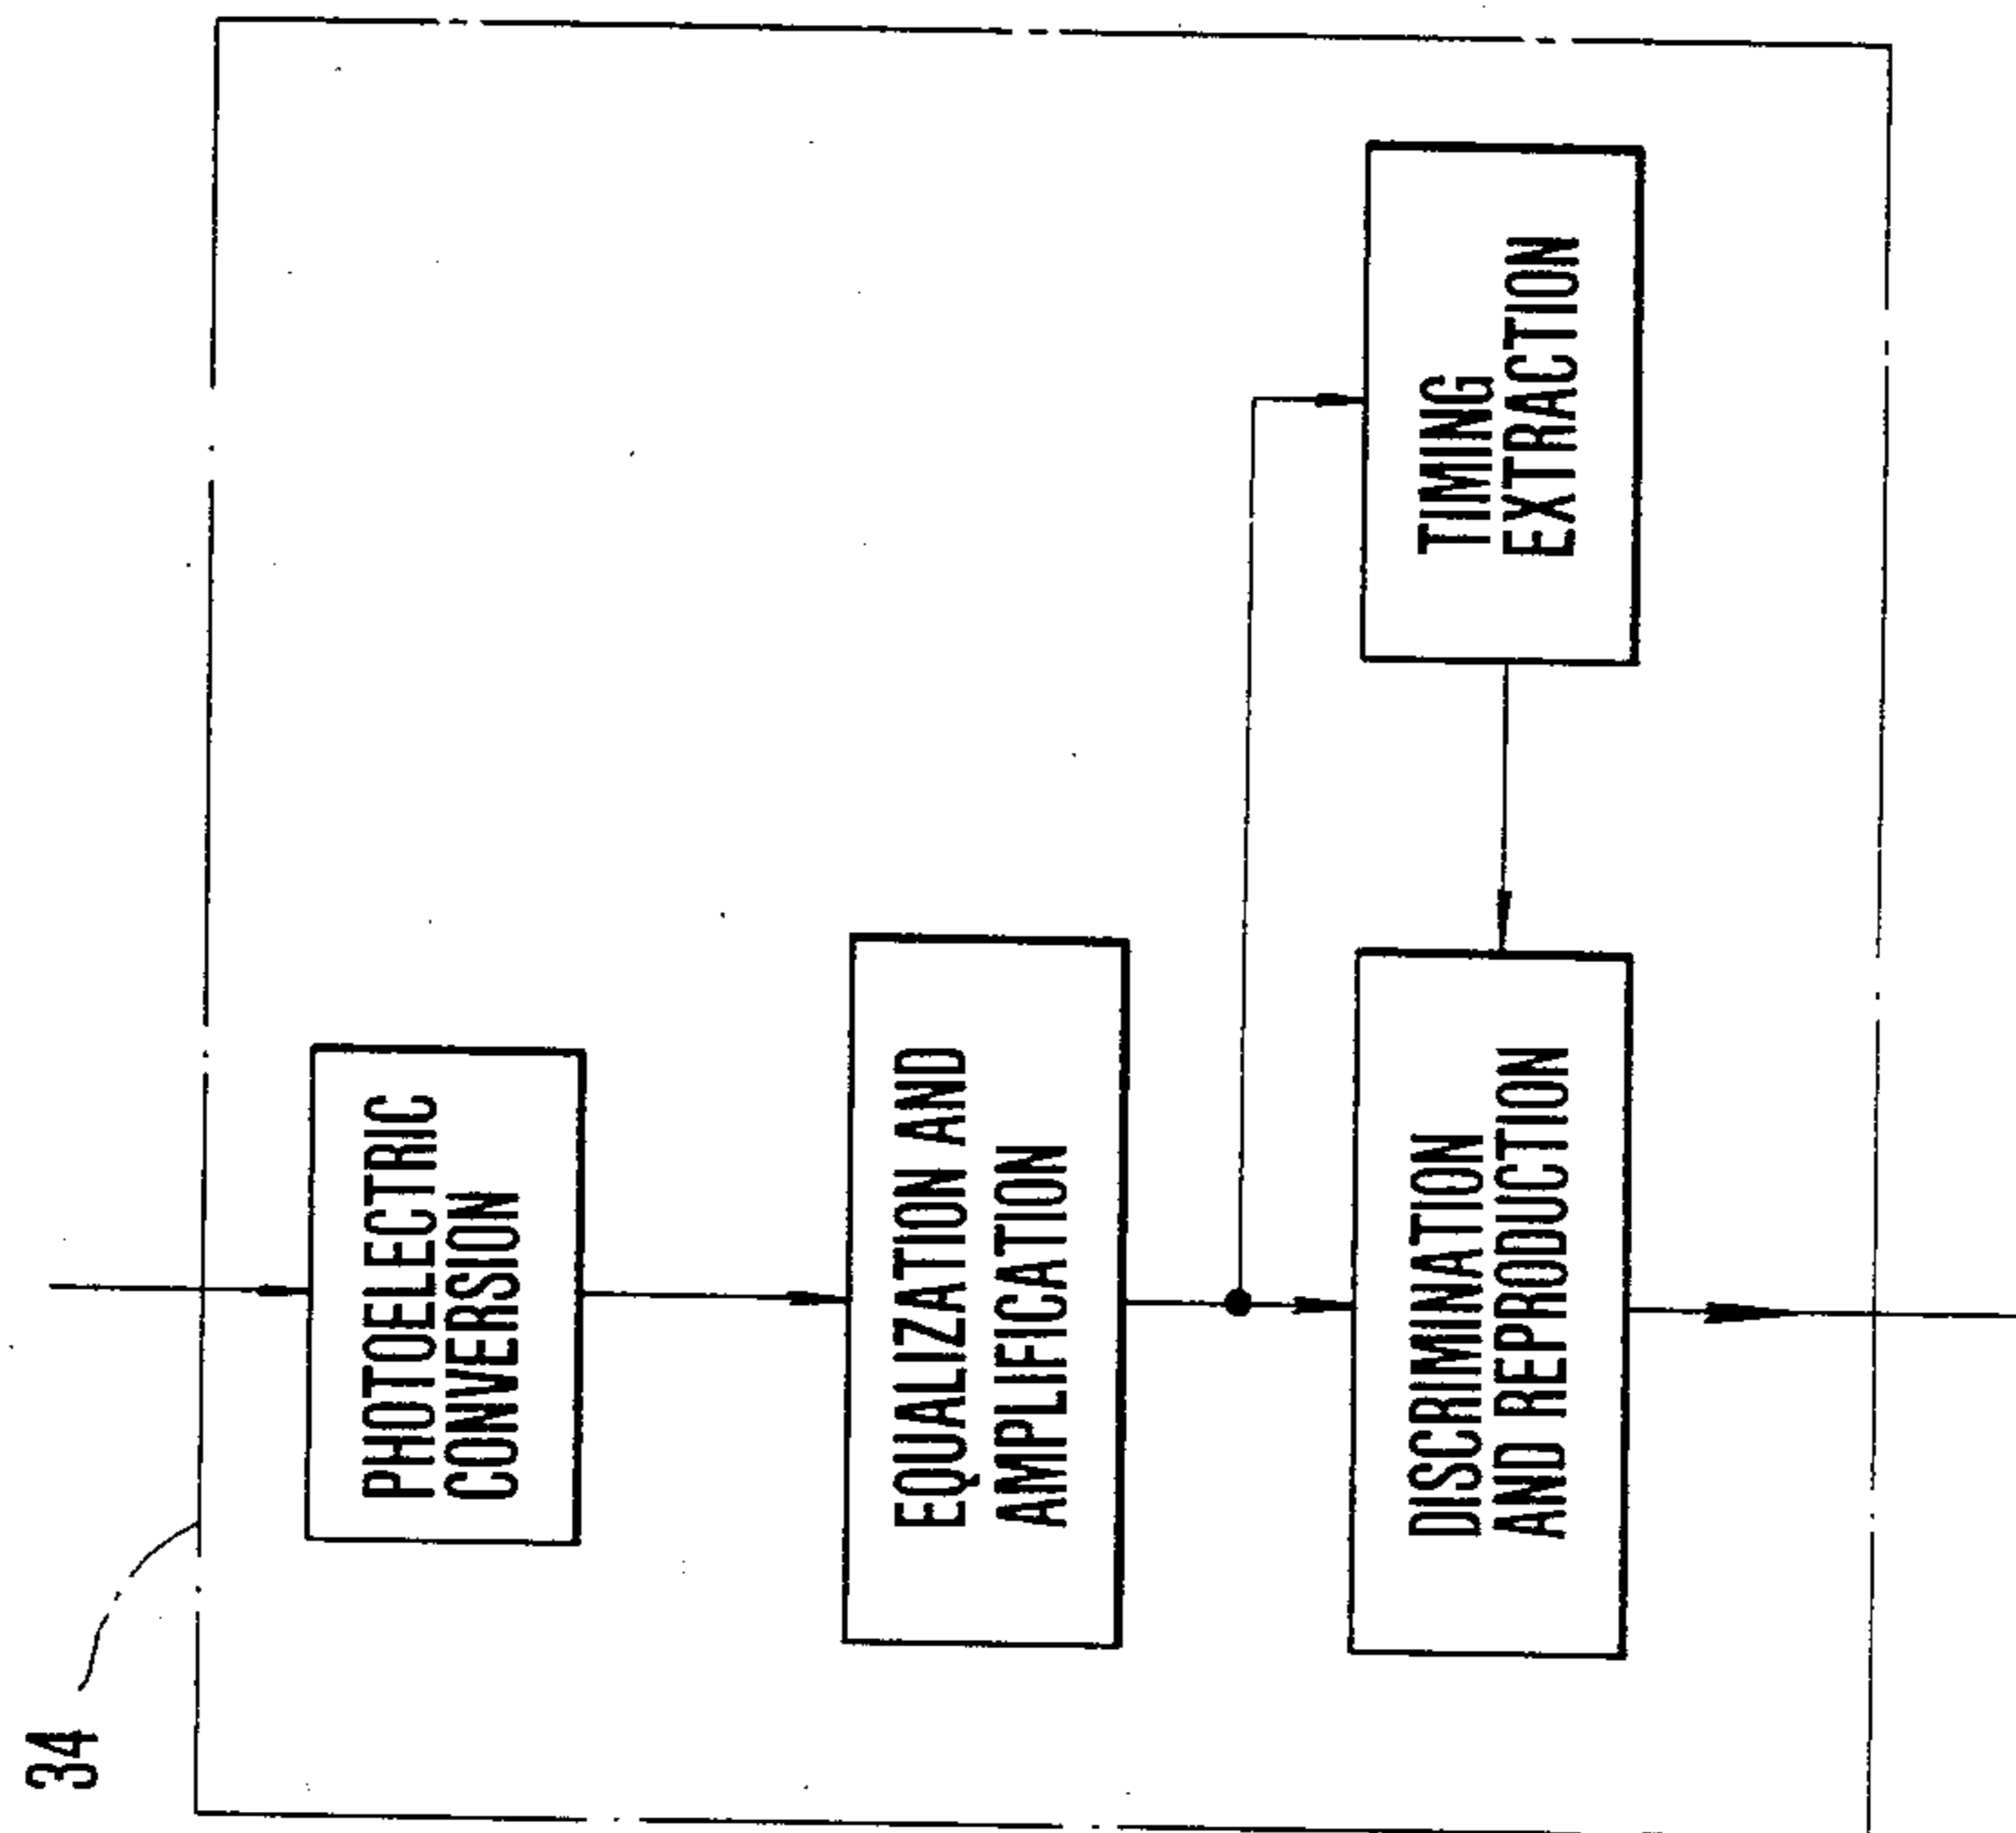 34
PHOTOELECTRIC
CONVERSION
EQUALIZATION AND
AMPLIFICATION
DISCRIMINATION
AND REPRODUCTION
TIMING
EXTRACTION